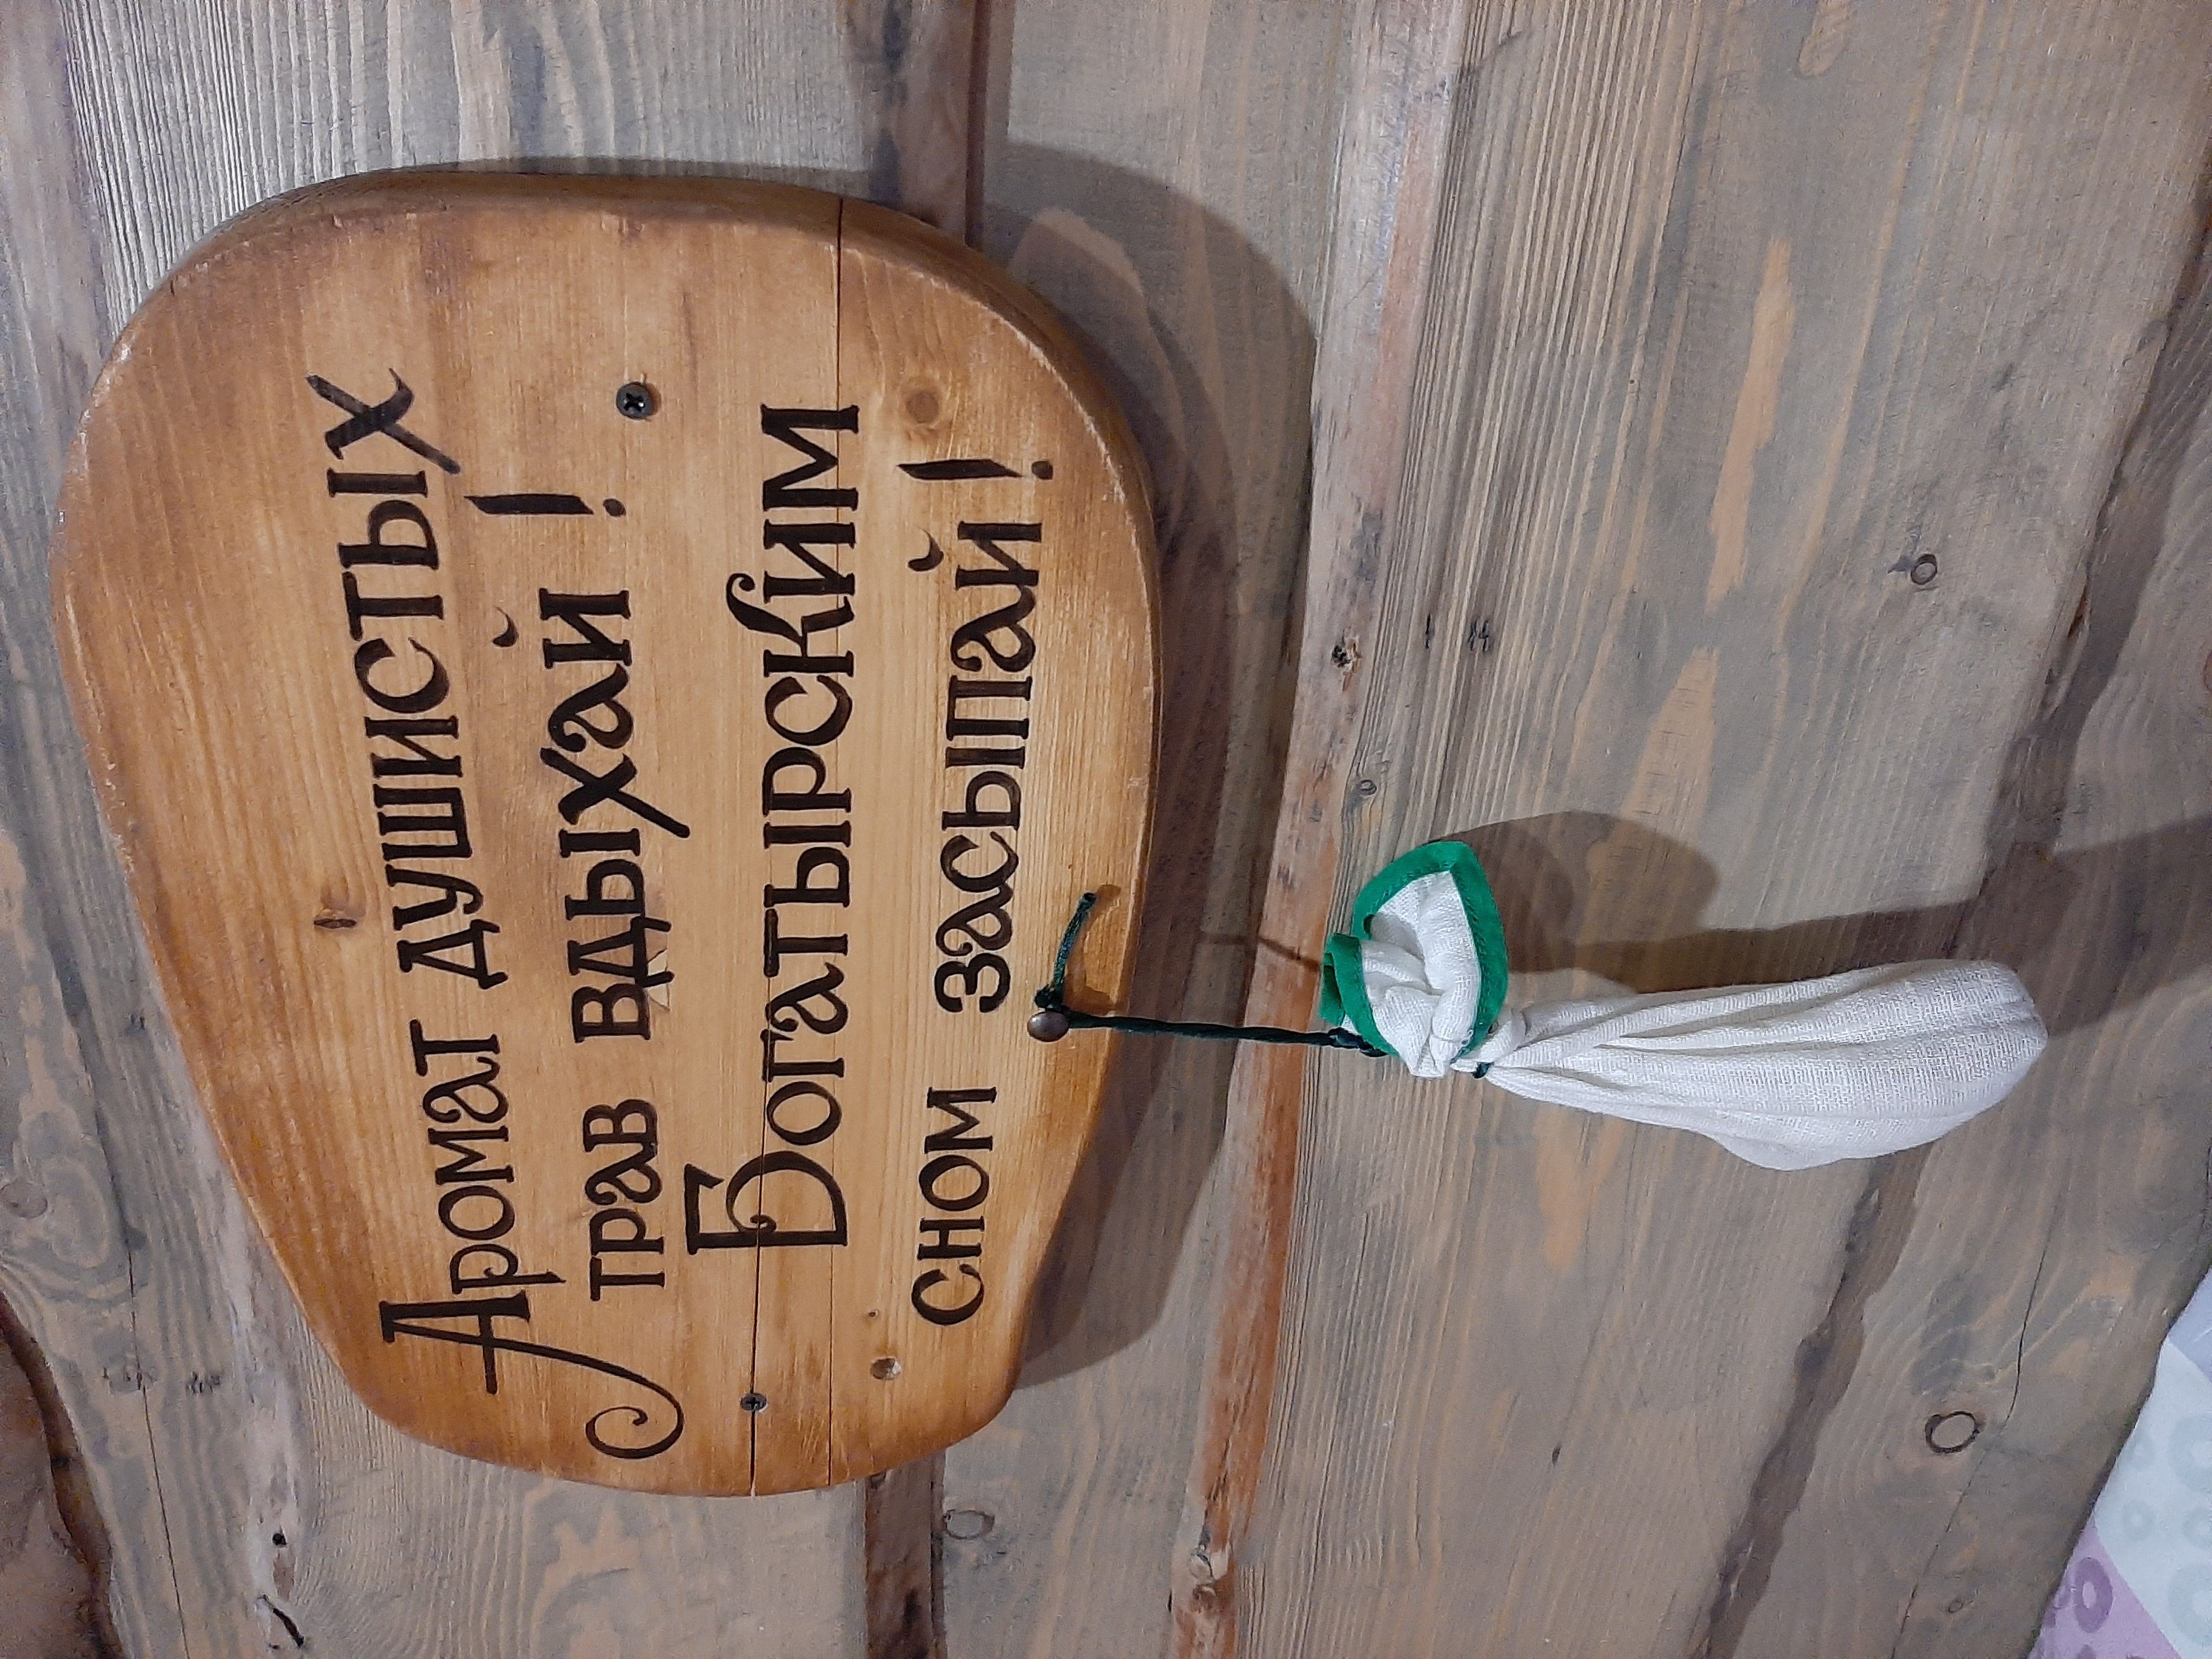 Аромат душистых
трав вдыхай!
Богатырским
сном засыпай!